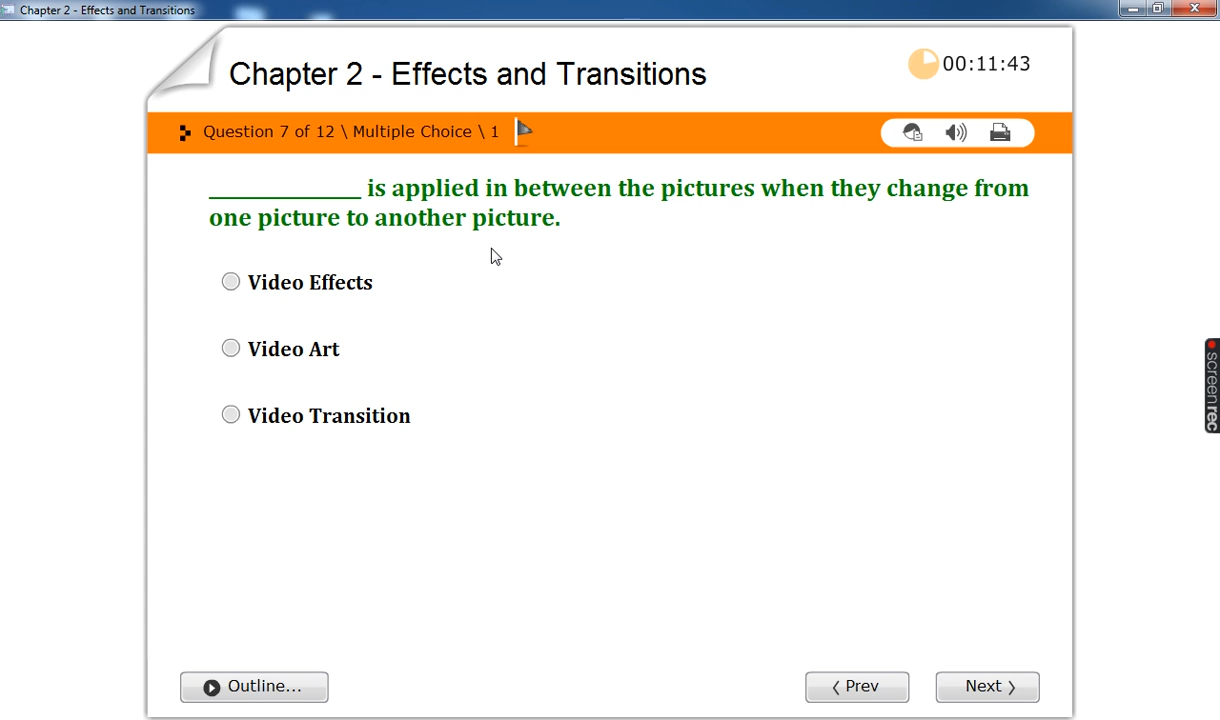 Chapter 2 - Effects and Transitions
Chapter 2 - Effects and Transitions
00:11:43
Question 7 of 12 \ Multiple Choice \ 1
______________ is applied in between the pictures when they change from
one picture to another picture.
Video Effects
Video Art
Video Transition
screenrec
Outline...
Prev
Next